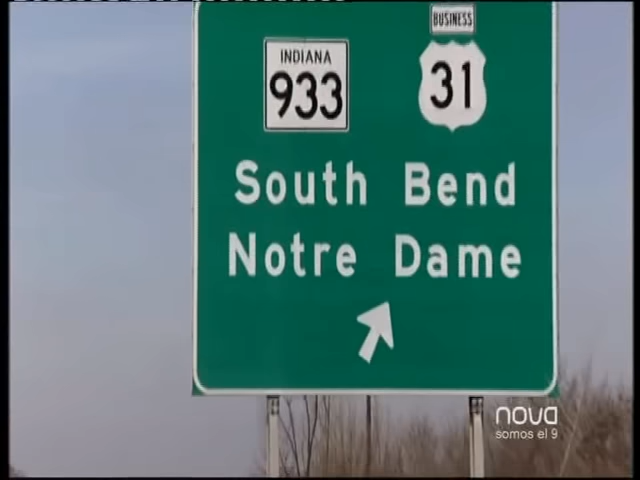 BUSINESS
INDIANA
933
31
South Bend
Notre Dame
nova
somos el 9